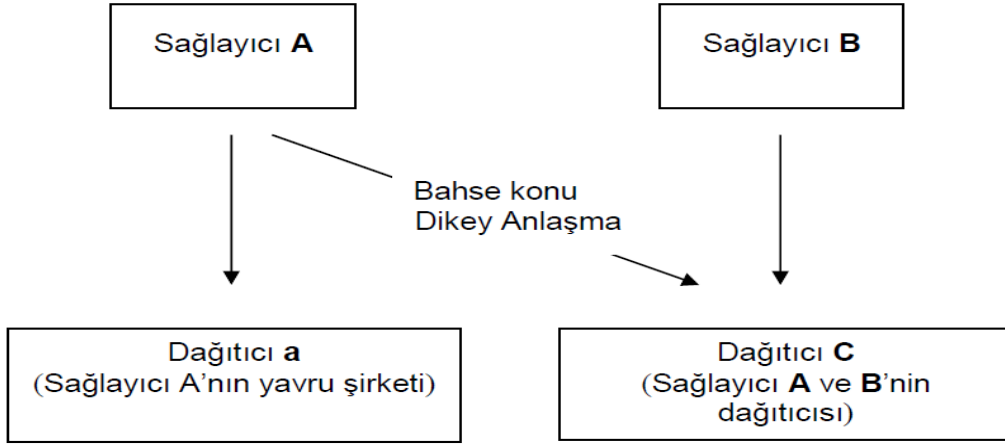 Sağlayıcı A
Sağlayıcı B
Bahse konu
Dikey Anlaşma
Dağıtıcı a
(Sağlayıcı A’nın yavru şirketi)
Dağıtıcı C
(Sağlayıcı A ve B’nin
dağıtıcısı)